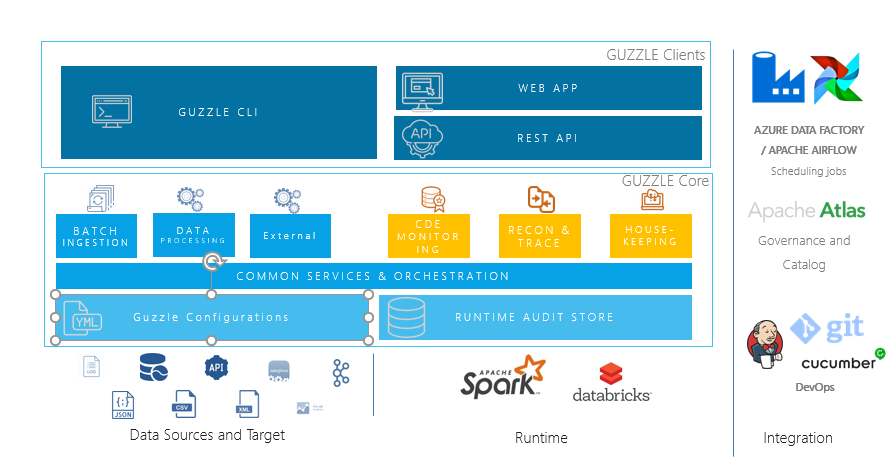 GUZZLE Clients
GUZZLE CLI
WEB APP
API
REST API
GUZZLE Core
BATCH
INGESTION
DATA
PROCESSING
External
CDE
MONITOR
ING
RECON &
TRACE
HOUSE-
KEEPING
COMMON SERVICES & ORCHESTRATION
YML
Guzzle Configurations
RUNTIME AUDIT STORE
LOG
API
JSON
CSV
XML
Data Sources and Target
APACHE
Spark
databricks
Runtime
AZURE DATA FACTORY
/ APACHE AIRFLOW
Scheduling jobs
Apache Atlas
Governance and
Catalog
git
cucumber
DevOps
Integration